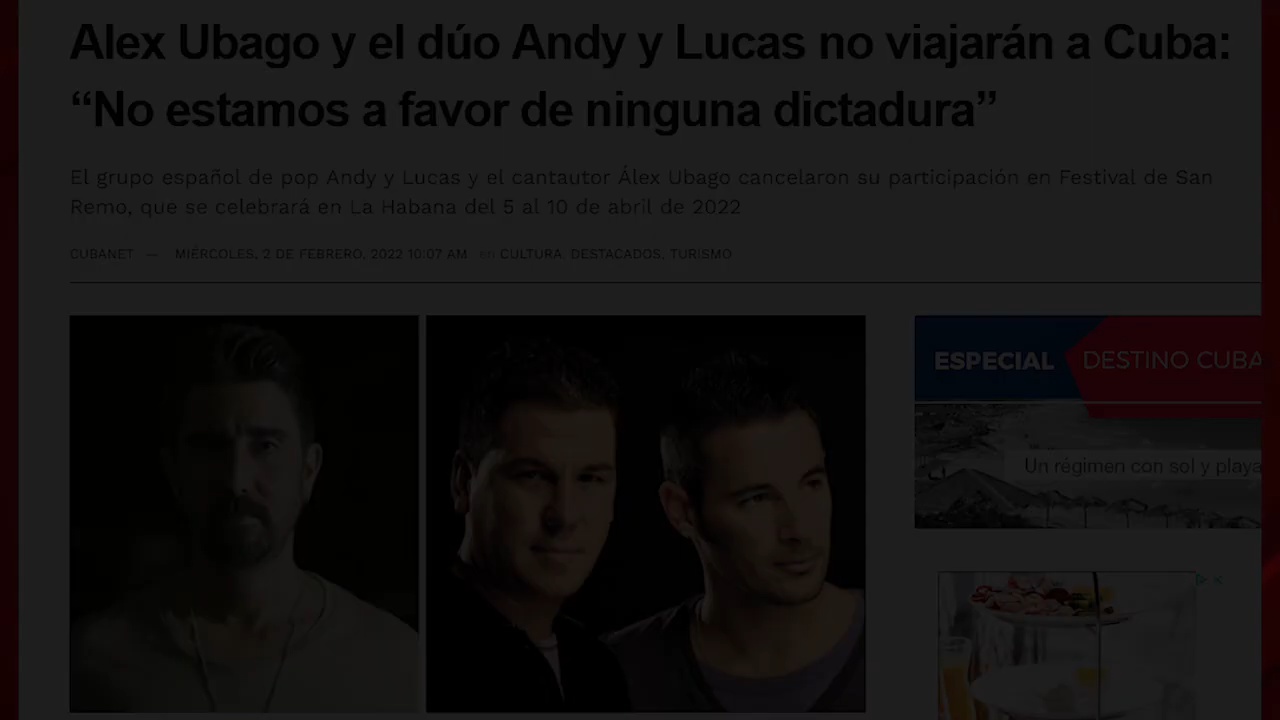 Alex Ubago y el dúo Andy y Lucas no viajarán a Cuba:
“No estamos a favor de ninguna dictadura”
El grupo español de pop Andy y Lucas y el cantautor Álex Ubago cancelaron su participación en Festival de San
Remo, que se celebrará en La Habana del 5 al 10 de abril de 2022
CUBANET — MIÉRCOLES, 2 DE FEBRERO, 2022 10:07 AM en CULTURA, DESTACADOS, TURISMO
ESPECIAL DESTINO CUBA
Un régimen con sol y playa